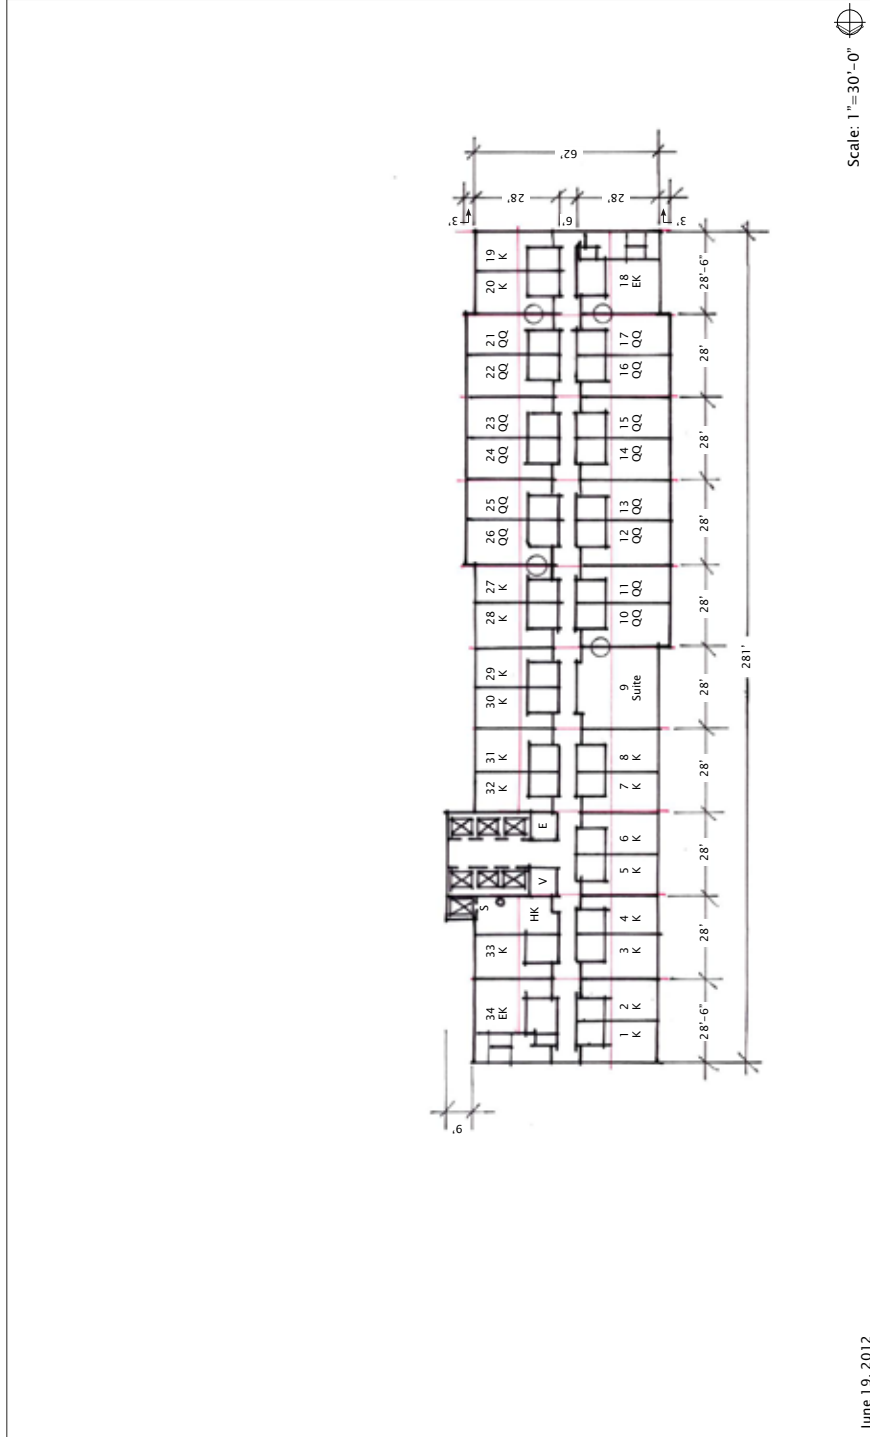 Scale: 1"=30'-0"
62'
28'
28'
3'
6'
3'
19
K
20
K
21
QQ
22
QQ
23
QQ
24
QQ
25
QQ
26
QQ
27
K
28
K
29
K
30
K
31
K
32
K
E
V
S
HK
33
K
34
EK
18
EK
17
QQ
16
QQ
15
QQ
14
QQ
13
QQ
12
QQ
11
QQ
10
QQ
9
Suite
8
K
7
K
6
K
5
K
4
K
3
K
2
K
1
K
28'-6"
28'
28'
28'
28'
28'
28'
28'
28'
28'-6"
281'
9'
June 19, 2012